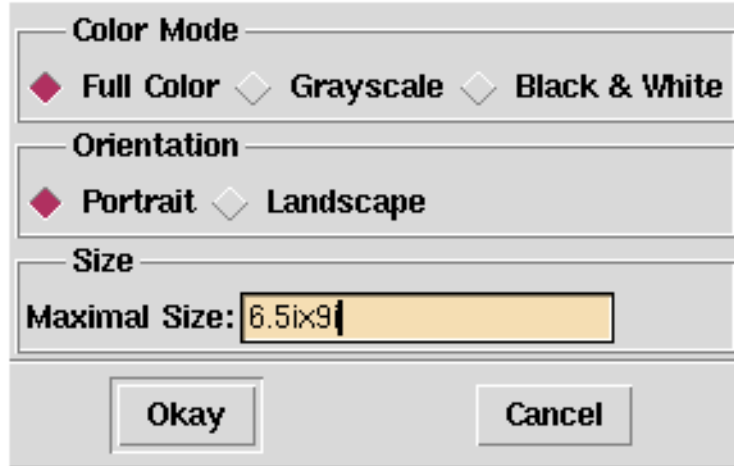 Color Mode
Full Color Grayscale Black & White
Orientation
Portrait Landscape
Size
Maximal Size: 6.5ix9i
Okay Cancel